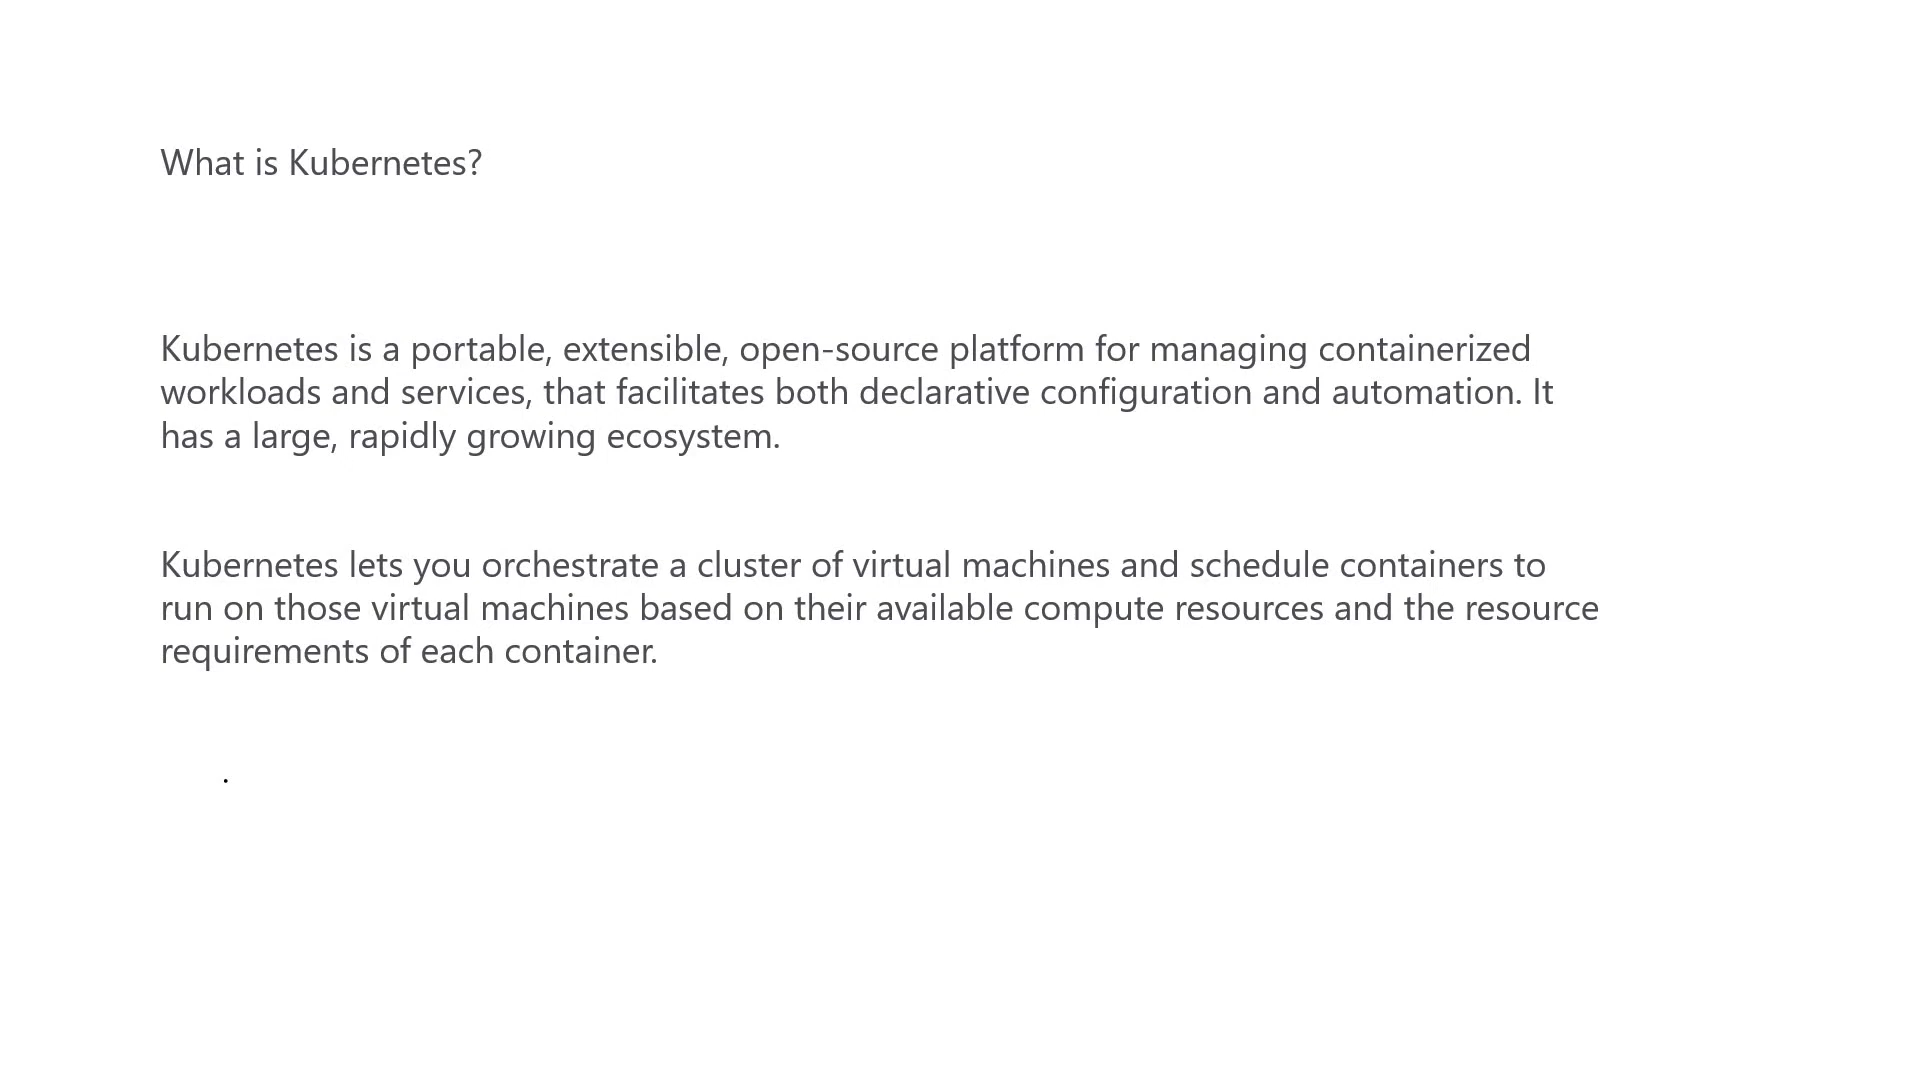 What is Kubernetes?
Kubernetes is a portable, extensible, open-source platform for managing containerized
workloads and services, that facilitates both declarative configuration and automation. It
has a large, rapidly growing ecosystem.
Kubernetes lets you orchestrate a cluster of virtual machines and schedule containers to
run on those virtual machines based on their available compute resources and the resource
requirements of each container.
.